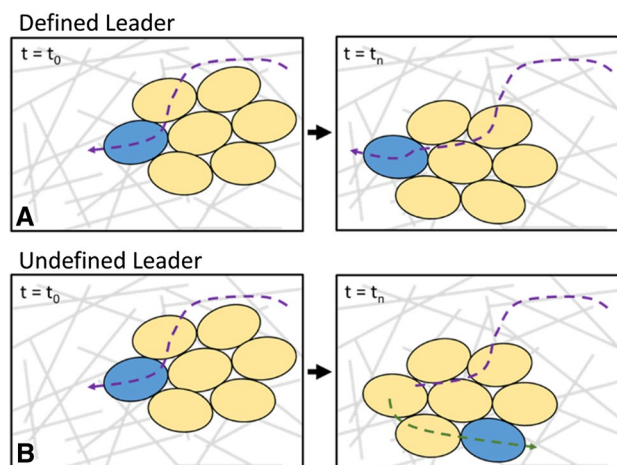 Defined Leader
t = t₀
t = tₙ
A
Undefined Leader
t = t₀
t = tₙ
B